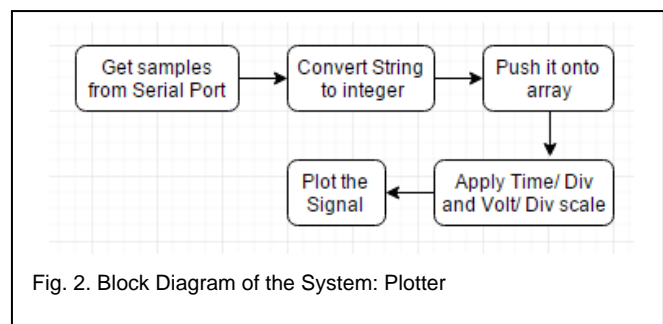 Get samples
from Serial Port
Convert String
to integer
Push it onto
array
Apply Time/ Div
and Volt/ Div scale
Plot the
Signal
Fig. 2. Block Diagram of the System: Plotter